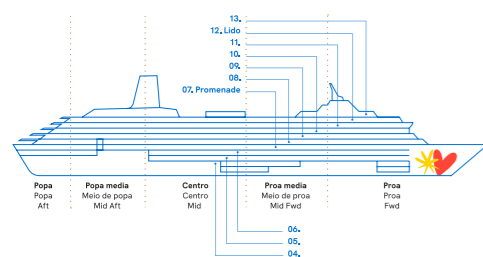 13.
12. Lido
11.
10.
09.
08.
07. Promenade
Popa
Popa
Aft
Popa media
Meio de popa
Mid Aft
Centro
Centro
Mid
Proa media
Meio de proa
Mid Fwd
Proa
Proa
Fwd
06.
05.
04.